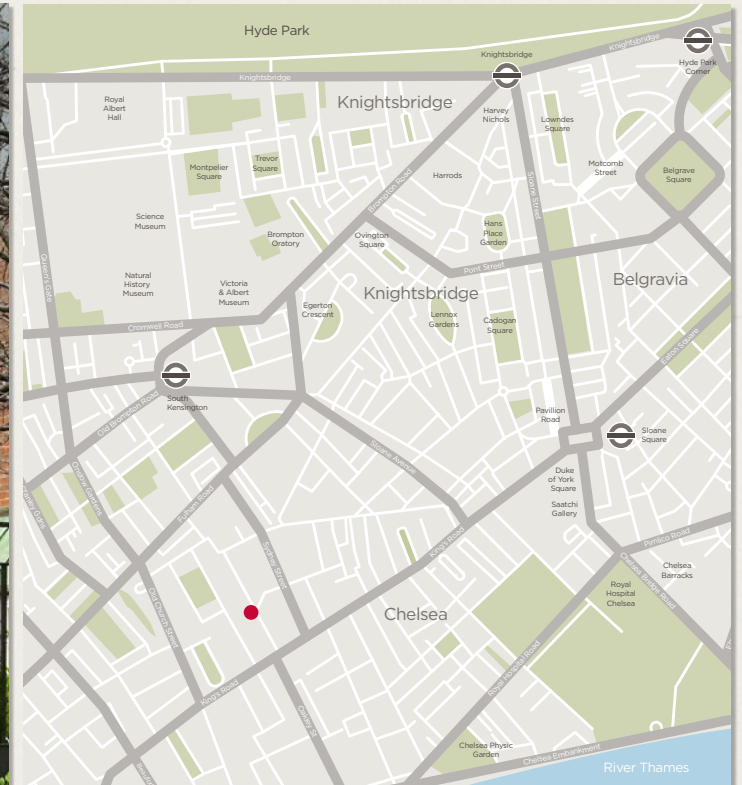 Hyde Park
Knightsbridge
Knightsbridge
Hyde Park
Corner
Knightsbridge
Royal
Albert
Hall
Knightsbridge
Harvey
Nichols
Lowndes
Square
Montpelier
Square
Trevor
Square
Harrods
Motcomb
Street
Belgrave
Square
Brompton Road
Sloane Street
Science
Museum
Brompton
Oratory
Ovington
Square
Hans
Place
Garden
Pont Street
Queen's Gate
Natural
History
Museum
Victoria
& Albert
Museum
Knightsbridge
Belgravia
Egerton
Crescent
Lennox
Gardens
Cadogan
Square
Cromwell Road
Eaton Square
South
Kensington
Old Brompton Road
Pavillion
Road
Sloane
Square
Sloane Avenue
Duke
of York
Square
Saatchi
Gallery
Onslow Gardens
Fulham Road
King's Road
Pimlico Road
Sydney Street
Chelsea
Barracks
Chelsea Bridge Road
Royal
Hospital
Chelsea
Old Church Street
Chelsea
Royal Hospital Road
King's Road
Oakley St
Chelsea Physic
Garden
Chelsea Embankment
River Thames